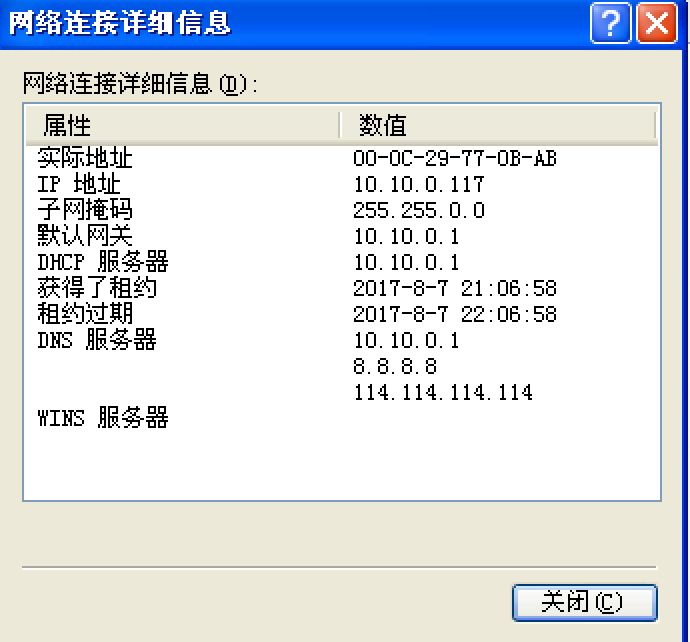 网络连接详细信息
网络连接详细信息(D):
属性 数值
实际地址 00-0C-29-77-0B-AB
IP 地址 10.10.0.117
子网掩码 255.255.0.0
默认网关 10.10.0.1
DHCP 服务器 10.10.0.1
获得了租约 2017-8-7 21:06:58
租约过期 2017-8-7 22:06:58
DNS 服务器 10.10.0.1
8.8.8.8
114.114.114.114
WINS 服务器
关闭(C)